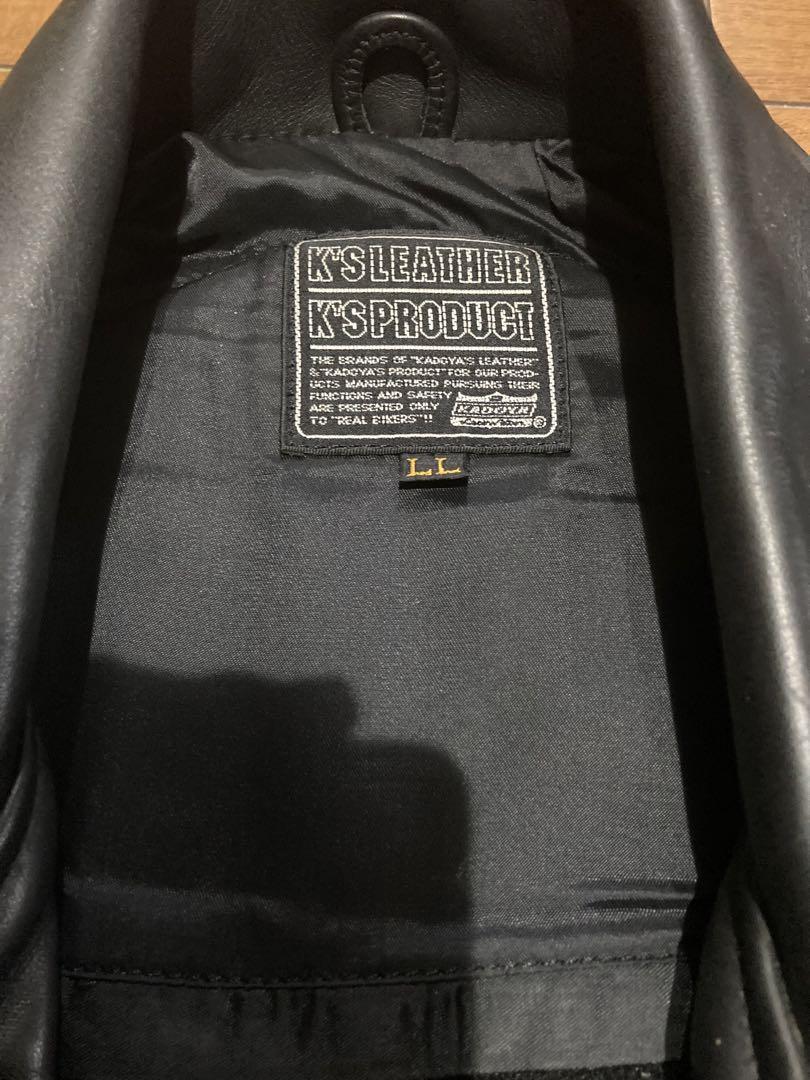 K'S LEATHER
K'S PRODUCT
THE BRANDS OF "KADOYA'S LEATHER"
& "KADOYA'S PRODUCT" FOR OUR PROD-
UCTS MANUFACTURED PURSUING THEIR
FUNCTIONS AND SAFETY
ARE PRESENTED ONLY
TO "REAL BIKERS"!!
KADOYA
®
LL